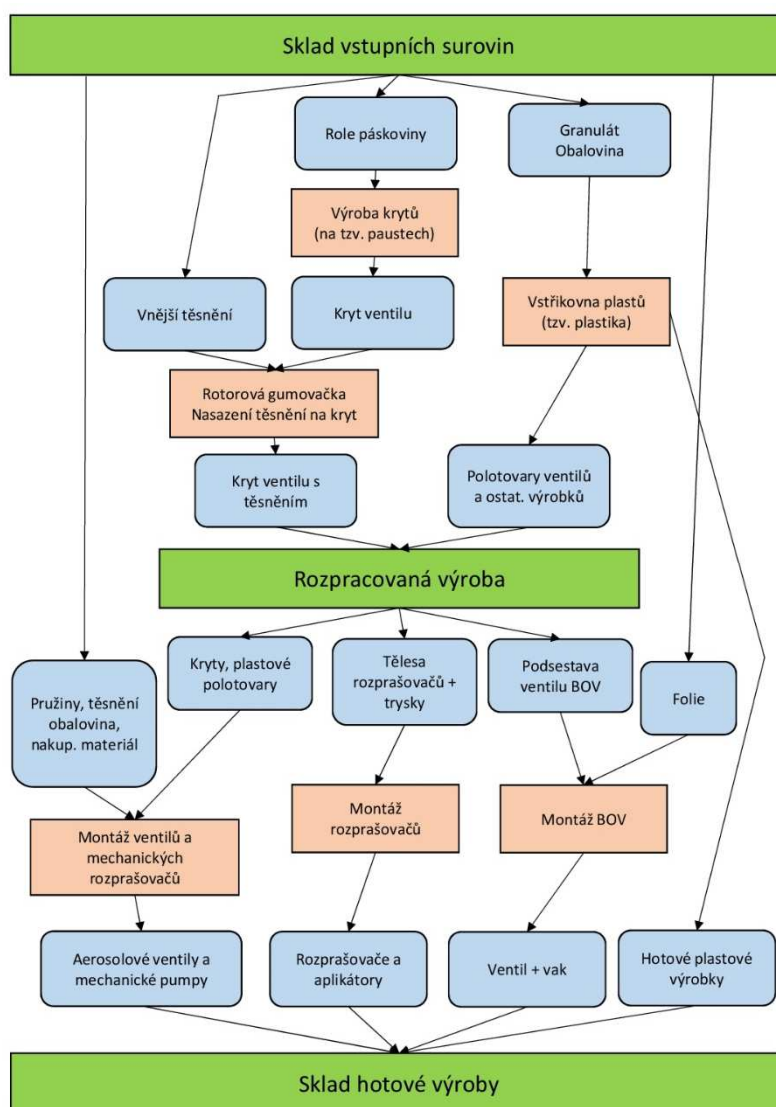 Sklad vstupních surovin
Role páskoviny
Granulát
Obalovina
Výroba krytů
(na tzv. paustech)
Vnější těsnění
Kryt ventilu
Vstřikovna plastů
(tzv. plastika)
Rotorová gumovačka
Nasazení těsnění na kryt
Kryt ventilu s
těsněním
Polotovary ventilů
a ostat. výrobků
Rozpracovaná výroba
Kryty, plastové
polotovary
Tělesa
rozprašovačů +
trysky
Podsestava
ventilu BOV
Folie
Pružiny, těsnění
obalovina,
nakup. materiál
Montáž ventilů a
mechanických
rozprašovačů
Montáž
rozprašovačů
Montáž BOV
Aerosolové ventily a
mechanické pumpy
Rozprašovače a
aplikátory
Ventil + vak
Hotové plastové
výrobky
Sklad hotové výroby